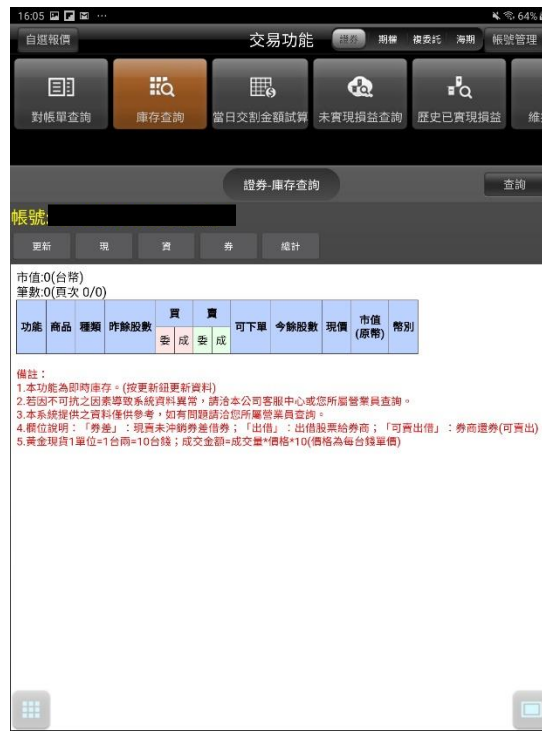 16:05 64%
自選報價 交易功能 證券 期權 複委託 海期 帳號管理
對帳單查詢 庫存查詢 當日交割金額試算 未實現損益查詢 歷史已實現損益
證券-庫存查詢 查詢
帳號:
更新 現 資 券 總計
市值:0(台幣)
筆數:0(頁次 0/0)
功能 商品 種類 昨餘股數 買 賣 可下單 今餘股數 現價 市值(原幣) 幣別
委 成 委 成
備註：
1.本功能為即時庫存。(按更新鈕更新資料)
2.若因不可抗之因素導致系統資料異常，請洽本公司客服中心或您所屬營業員查詢。
3.本系統提供之資料僅供參考，如有問題請洽您所屬營業員查詢。
4.欄位說明：「券差」：現賣未沖銷券差借券；「出借」：出借股票給券商；「可賣出借」：券商還券(可賣出)
5.黃金現貨1單位=1台兩=10台錢；成交金額=成交量*價格*10(價格為每台錢單價)